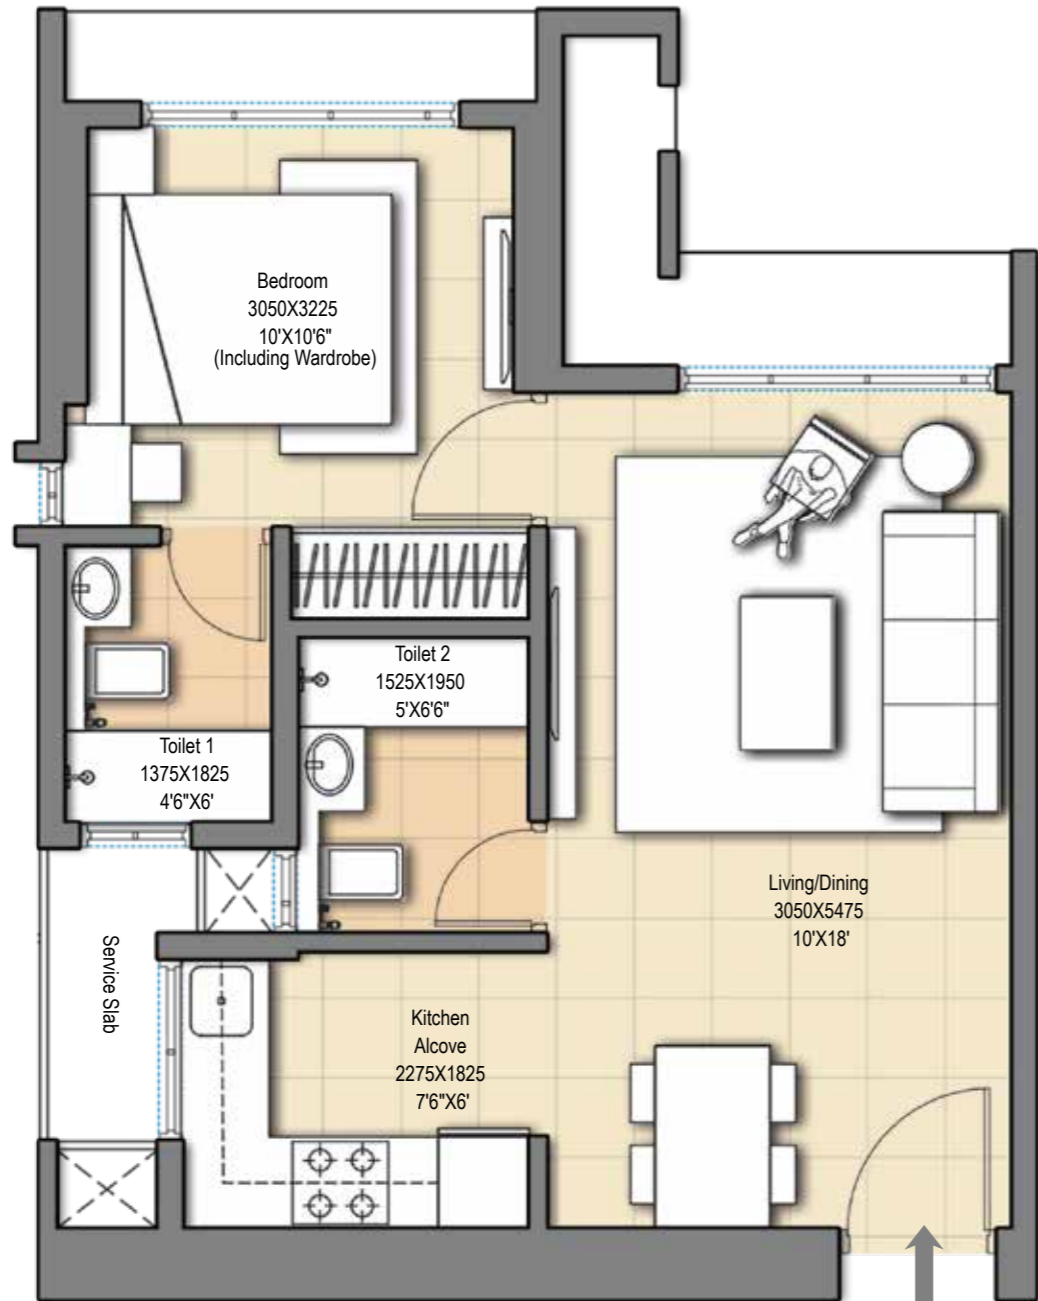 Bedroom
3050X3225
10'X10'6"
(Including Wardrobe)
Toilet 2
1525X1950
5'X6'6"
Toilet 1
1375X1825
4'6"X6'
Living/Dining
3050X5475
10'X18'
Service Slab
Kitchen
Alcove
2275X1825
7'6"X6'